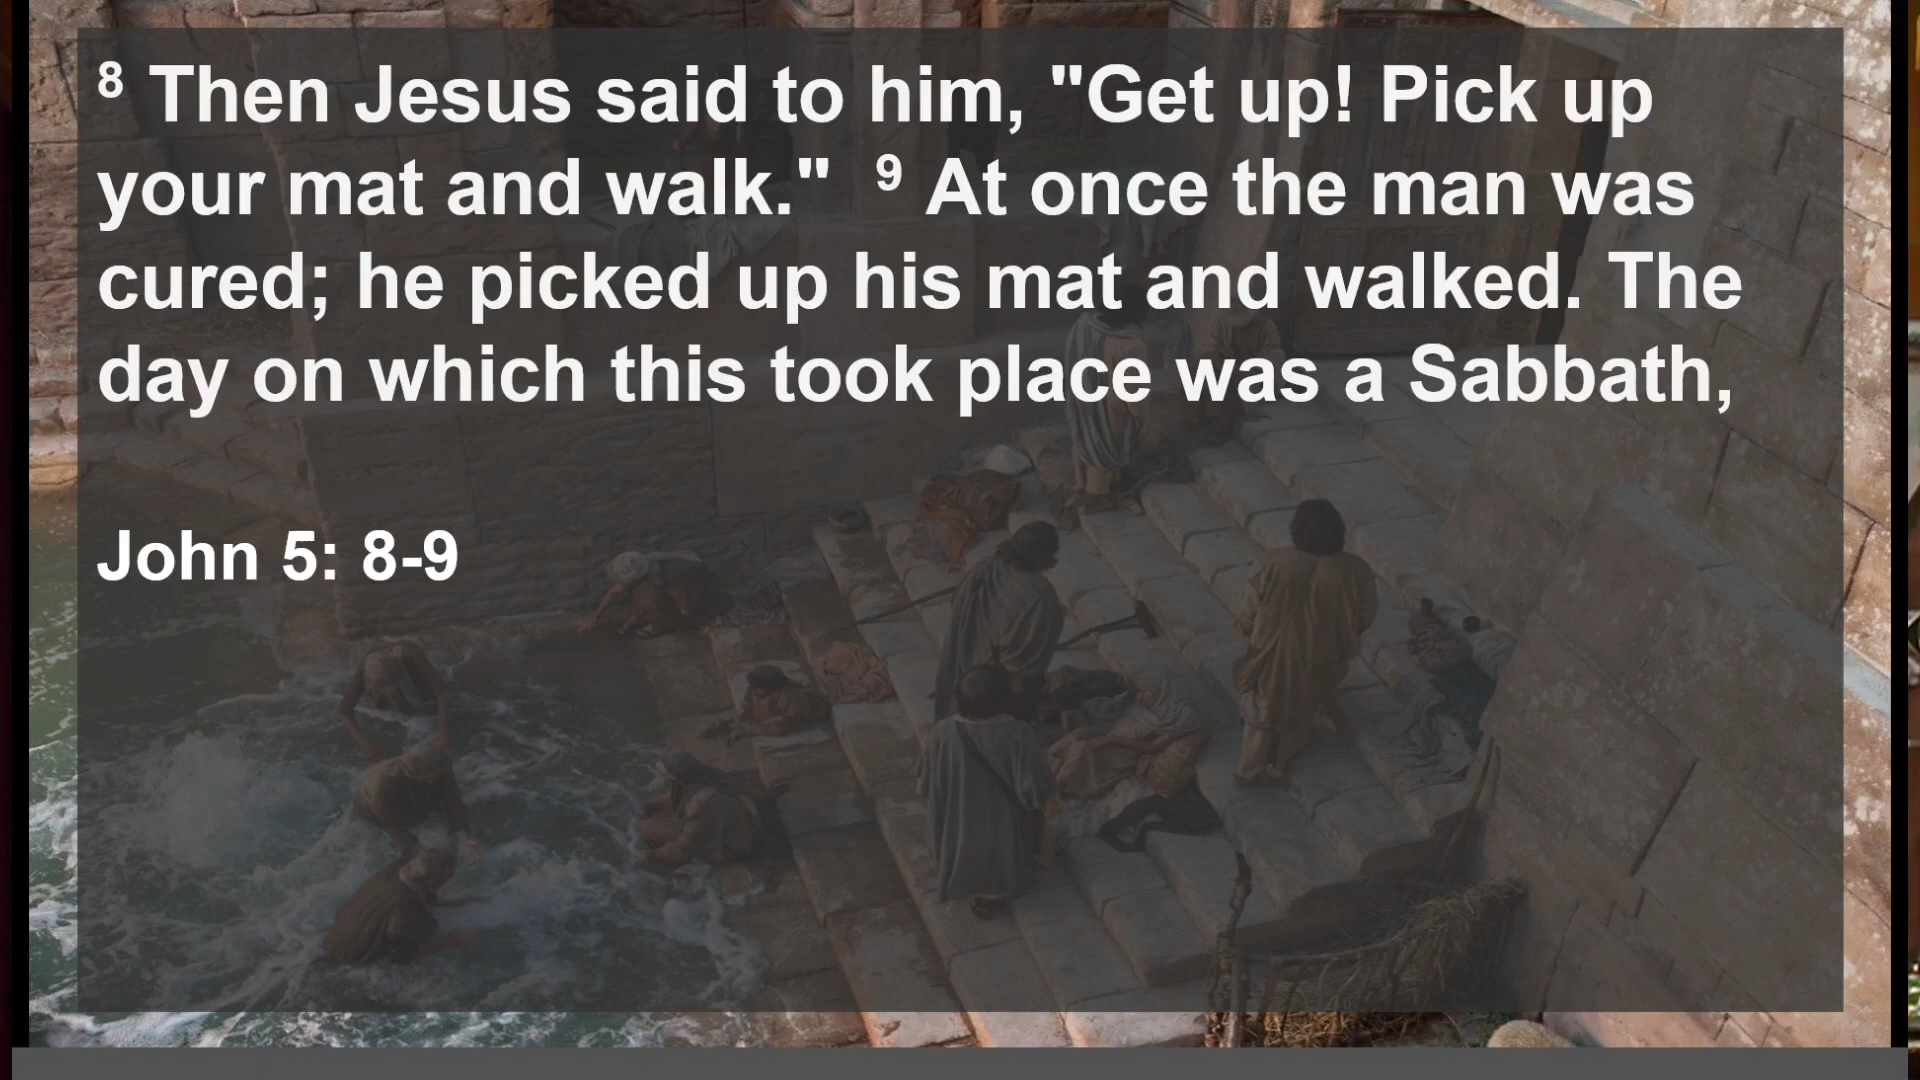 8 Then Jesus said to him, "Get up! Pick up
your mat and walk." 9 At once the man was
cured; he picked up his mat and walked. The
day on which this took place was a Sabbath,
John 5: 8-9